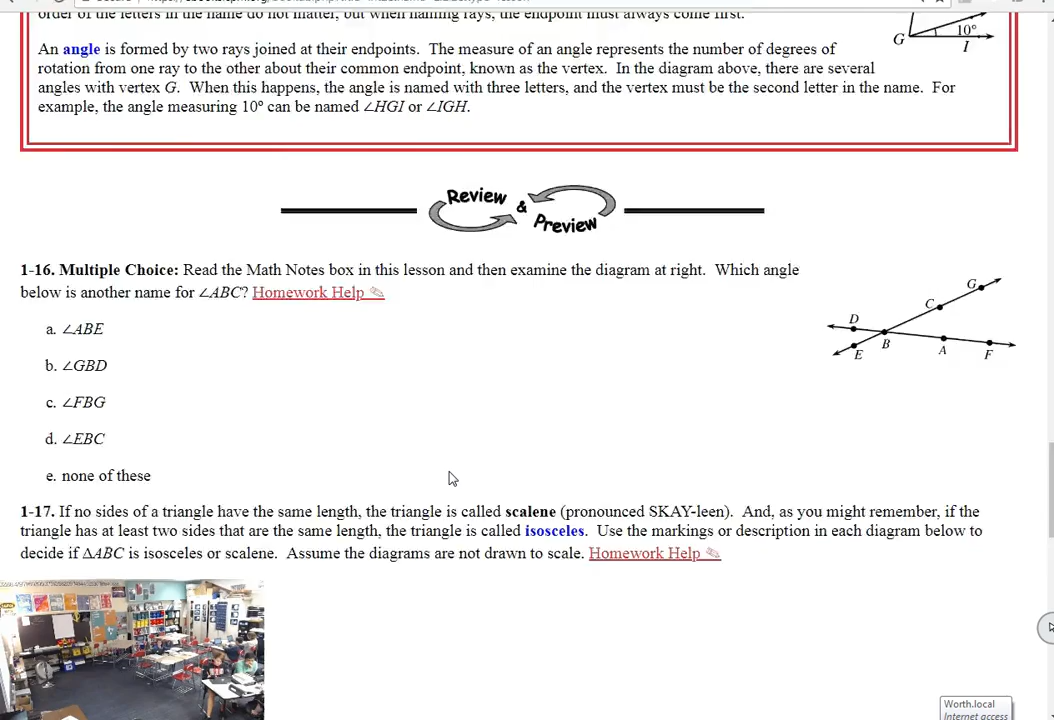 order of the letters in the name do not matter, but when naming rays, the endpoint must always come first.
An angle is formed by two rays joined at their endpoints. The measure of an angle represents the number of degrees of
rotation from one ray to the other about their common endpoint, known as the vertex. In the diagram above, there are several
angles with vertex G. When this happens, the angle is named with three letters, and the vertex must be the second letter in the name. For
example, the angle measuring 10° can be named ∠HGI or ∠IGH.
G
10°
I
Review
&
Preview
1-16. Multiple Choice: Read the Math Notes box in this lesson and then examine the diagram at right. Which angle
below is another name for ∠ABC? Homework Help ✎
a. ∠ABE
b. ∠GBD
c. ∠FBG
d. ∠EBC
e. none of these
G
C
D
B
E
A
F
1-17. If no sides of a triangle have the same length, the triangle is called scalene (pronounced SKAY-leen). And, as you might remember, if the
triangle has at least two sides that are the same length, the triangle is called isosceles. Use the markings or description in each diagram below to
decide if ΔABC is isosceles or scalene. Assume the diagrams are not drawn to scale. Homework Help ✎
Worth.local
Internet access